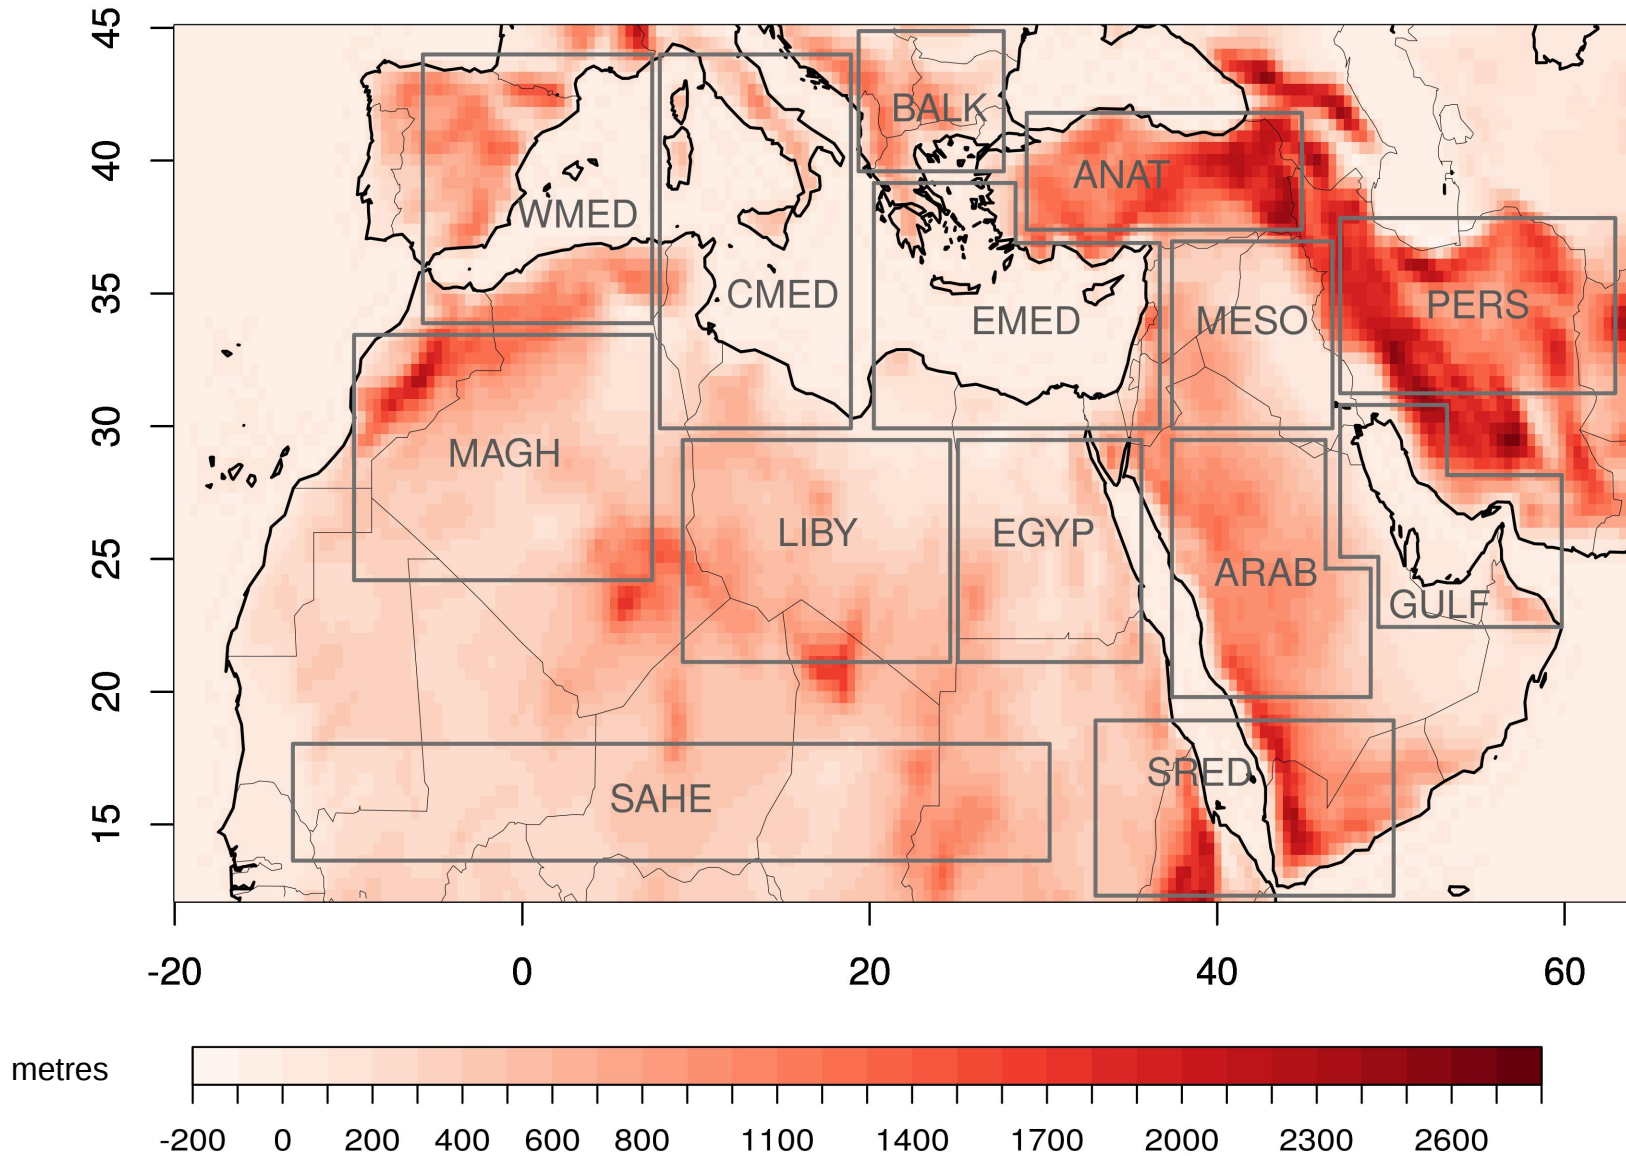 45
40
35
30
25
20
15
BALK
ANAT
WMED
CMED
EMED
MESO
PERS
MAGH
LIBY
EGYP
ARAB
GULF
SAHE
SRED
-20 0 20 40 60
metres
-200 0 200 400 600 800 1100 1400 1700 2000 2300 2600